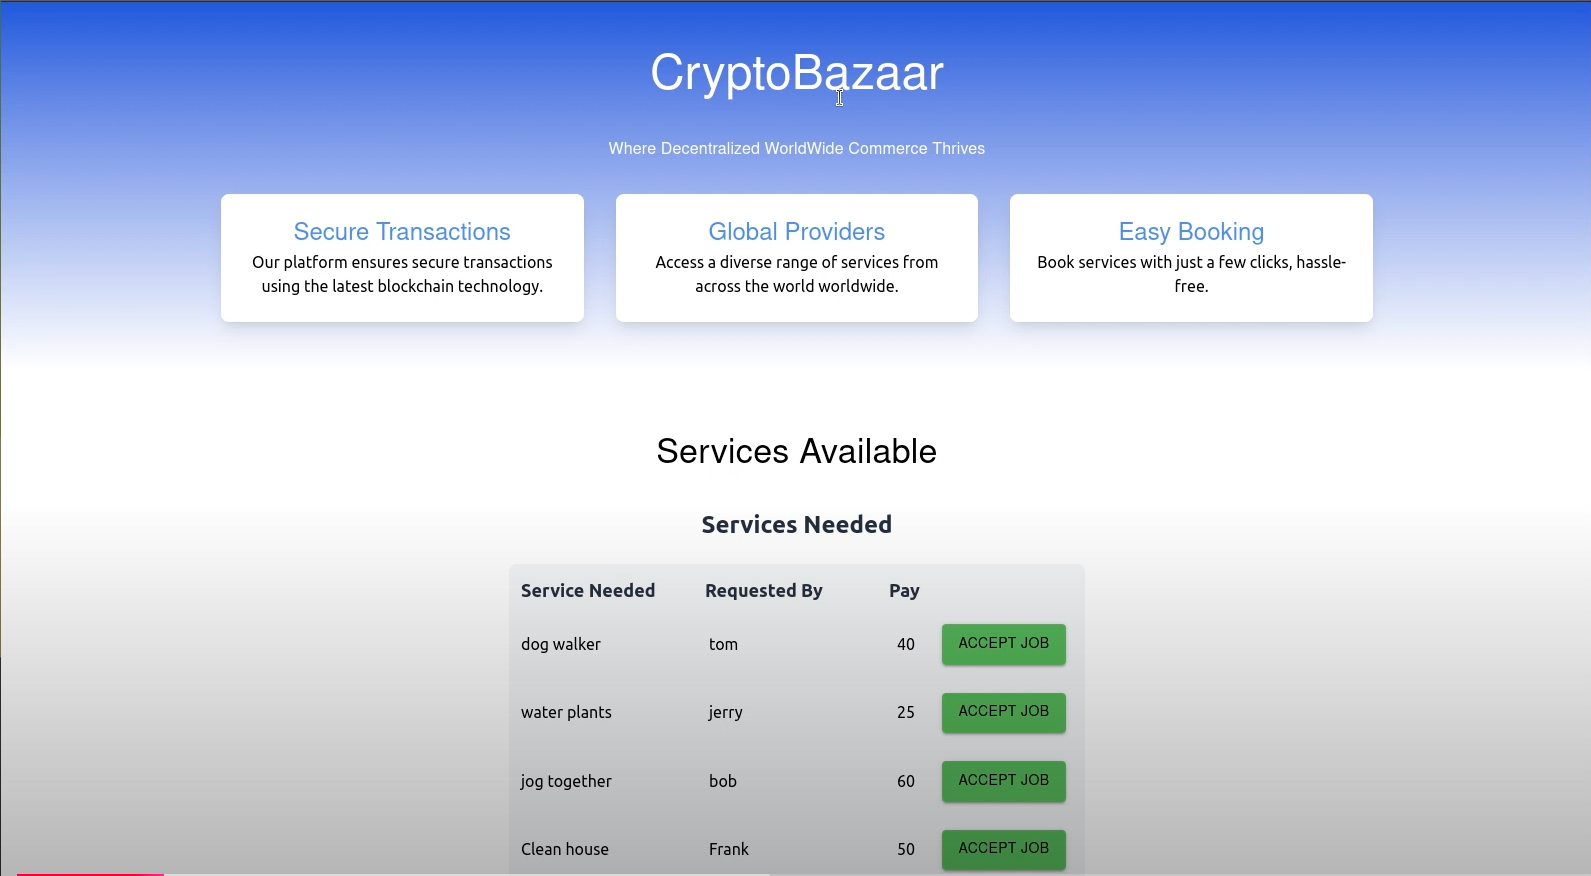 CryptoBazaar
Where Decentralized WorldWide Commerce Thrives
Secure Transactions
Our platform ensures secure transactions
using the latest blockchain technology.
Global Providers
Access a diverse range of services from
across the world worldwide.
Easy Booking
Book services with just a few clicks, hassle-
free.
Services Available
Services Needed
Service Needed Requested By Pay
dog walker tom 40 ACCEPT JOB
water plants jerry 25 ACCEPT JOB
jog together bob 60 ACCEPT JOB
Clean house Frank 50 ACCEPT JOB